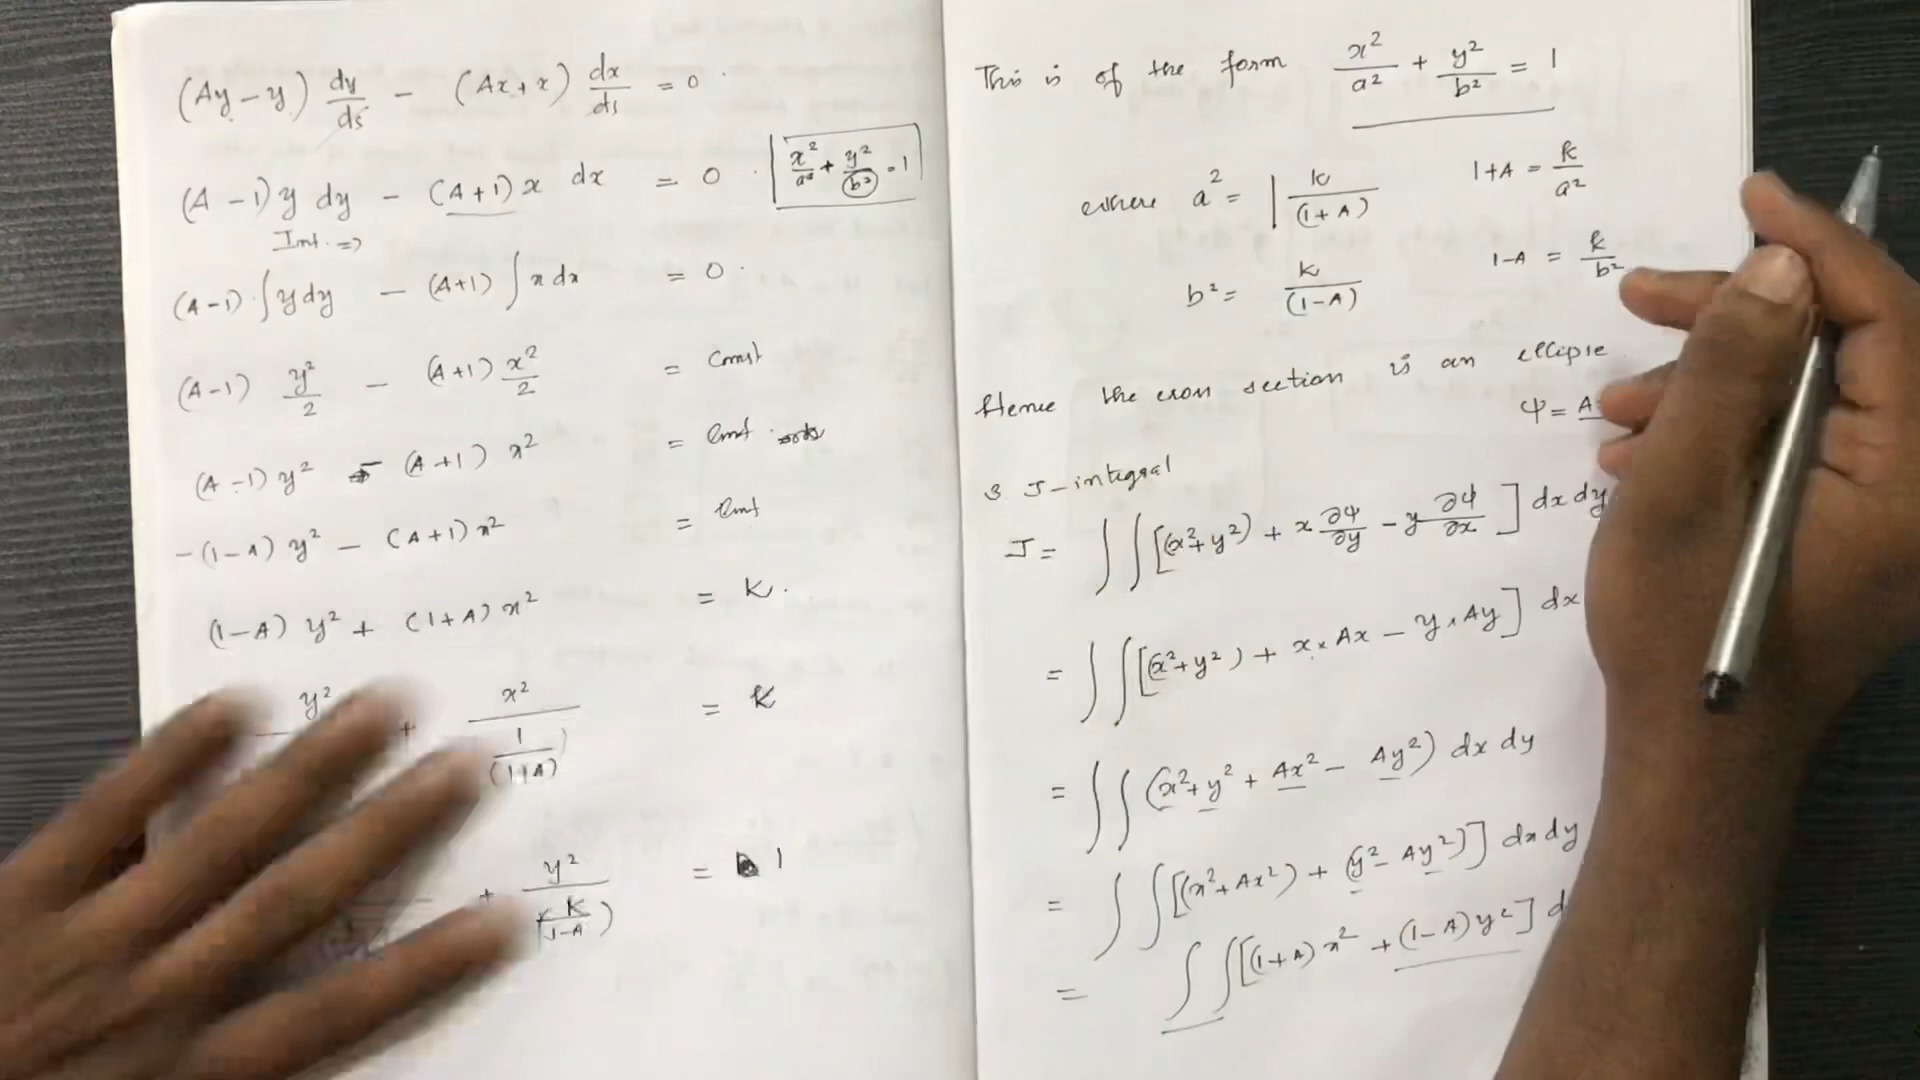 (Ay - y) dy/ds - (Ax + x) dx/ds = 0
(A - 1) y dy - (A + 1) x dx = 0 . x²/a² + y²/b² = 1
Int. =>
(A - 1) . ∫ y dy - (A+1) ∫ x dx = 0 .
(A - 1) y²/2 - (A+1) x²/2 = Const
(A - 1) y² - (A + 1) x² = Const
- (1 - A) y² - (A+1) x² = Const
(1 - A) y² + (1 + A) x² = K .
y² + x²/(1/(1+A)) = K
+ y²/(K/(1-A)) = 1
This is of the form x²/a² + y²/b² = 1
where a² = K/(1+A) 1+A = k/a²
b² = K/(1-A) 1-A = k/b²
Hence the cross section is an ellipse
ψ = A
3. J-integral
J = ∫∫ [(x²+y²) + x ∂ψ/∂y - y ∂ψ/∂x ] dx dy
= ∫∫ [(x²+y²) + x × Ax - y × Ay] dx
= ∫∫ (x²+y² + Ax² - Ay²) dx dy
= ∫∫ [(x²+Ax²) + (y² - Ay²)] dx dy
= ∫∫ [(1+A) x² + (1-A) y²] d